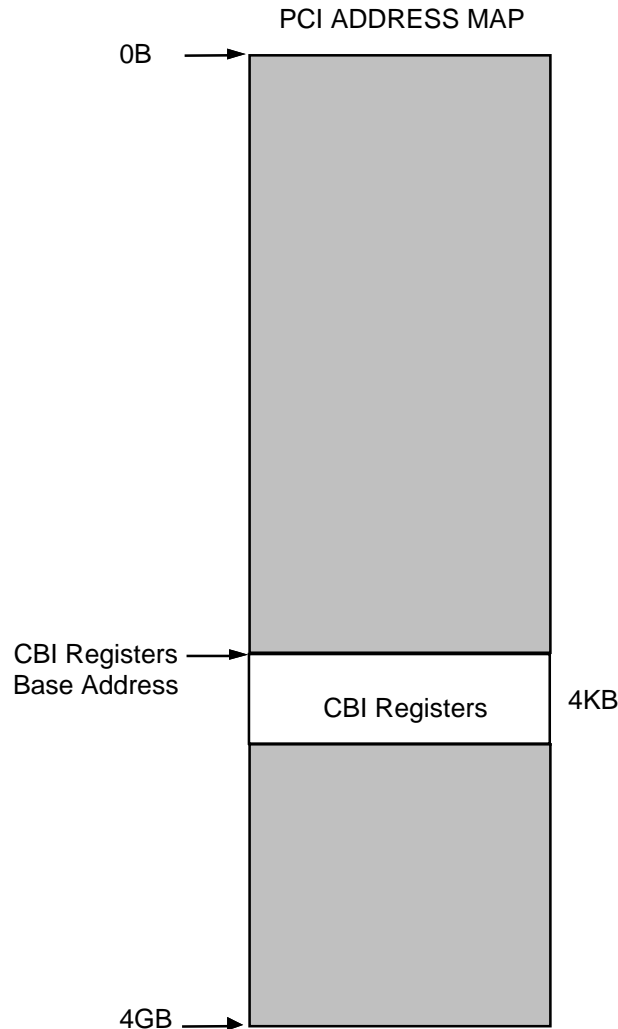 PCI ADDRESS MAP
0B
CBI Registers
Base Address
CBI Registers
4KB
4GB